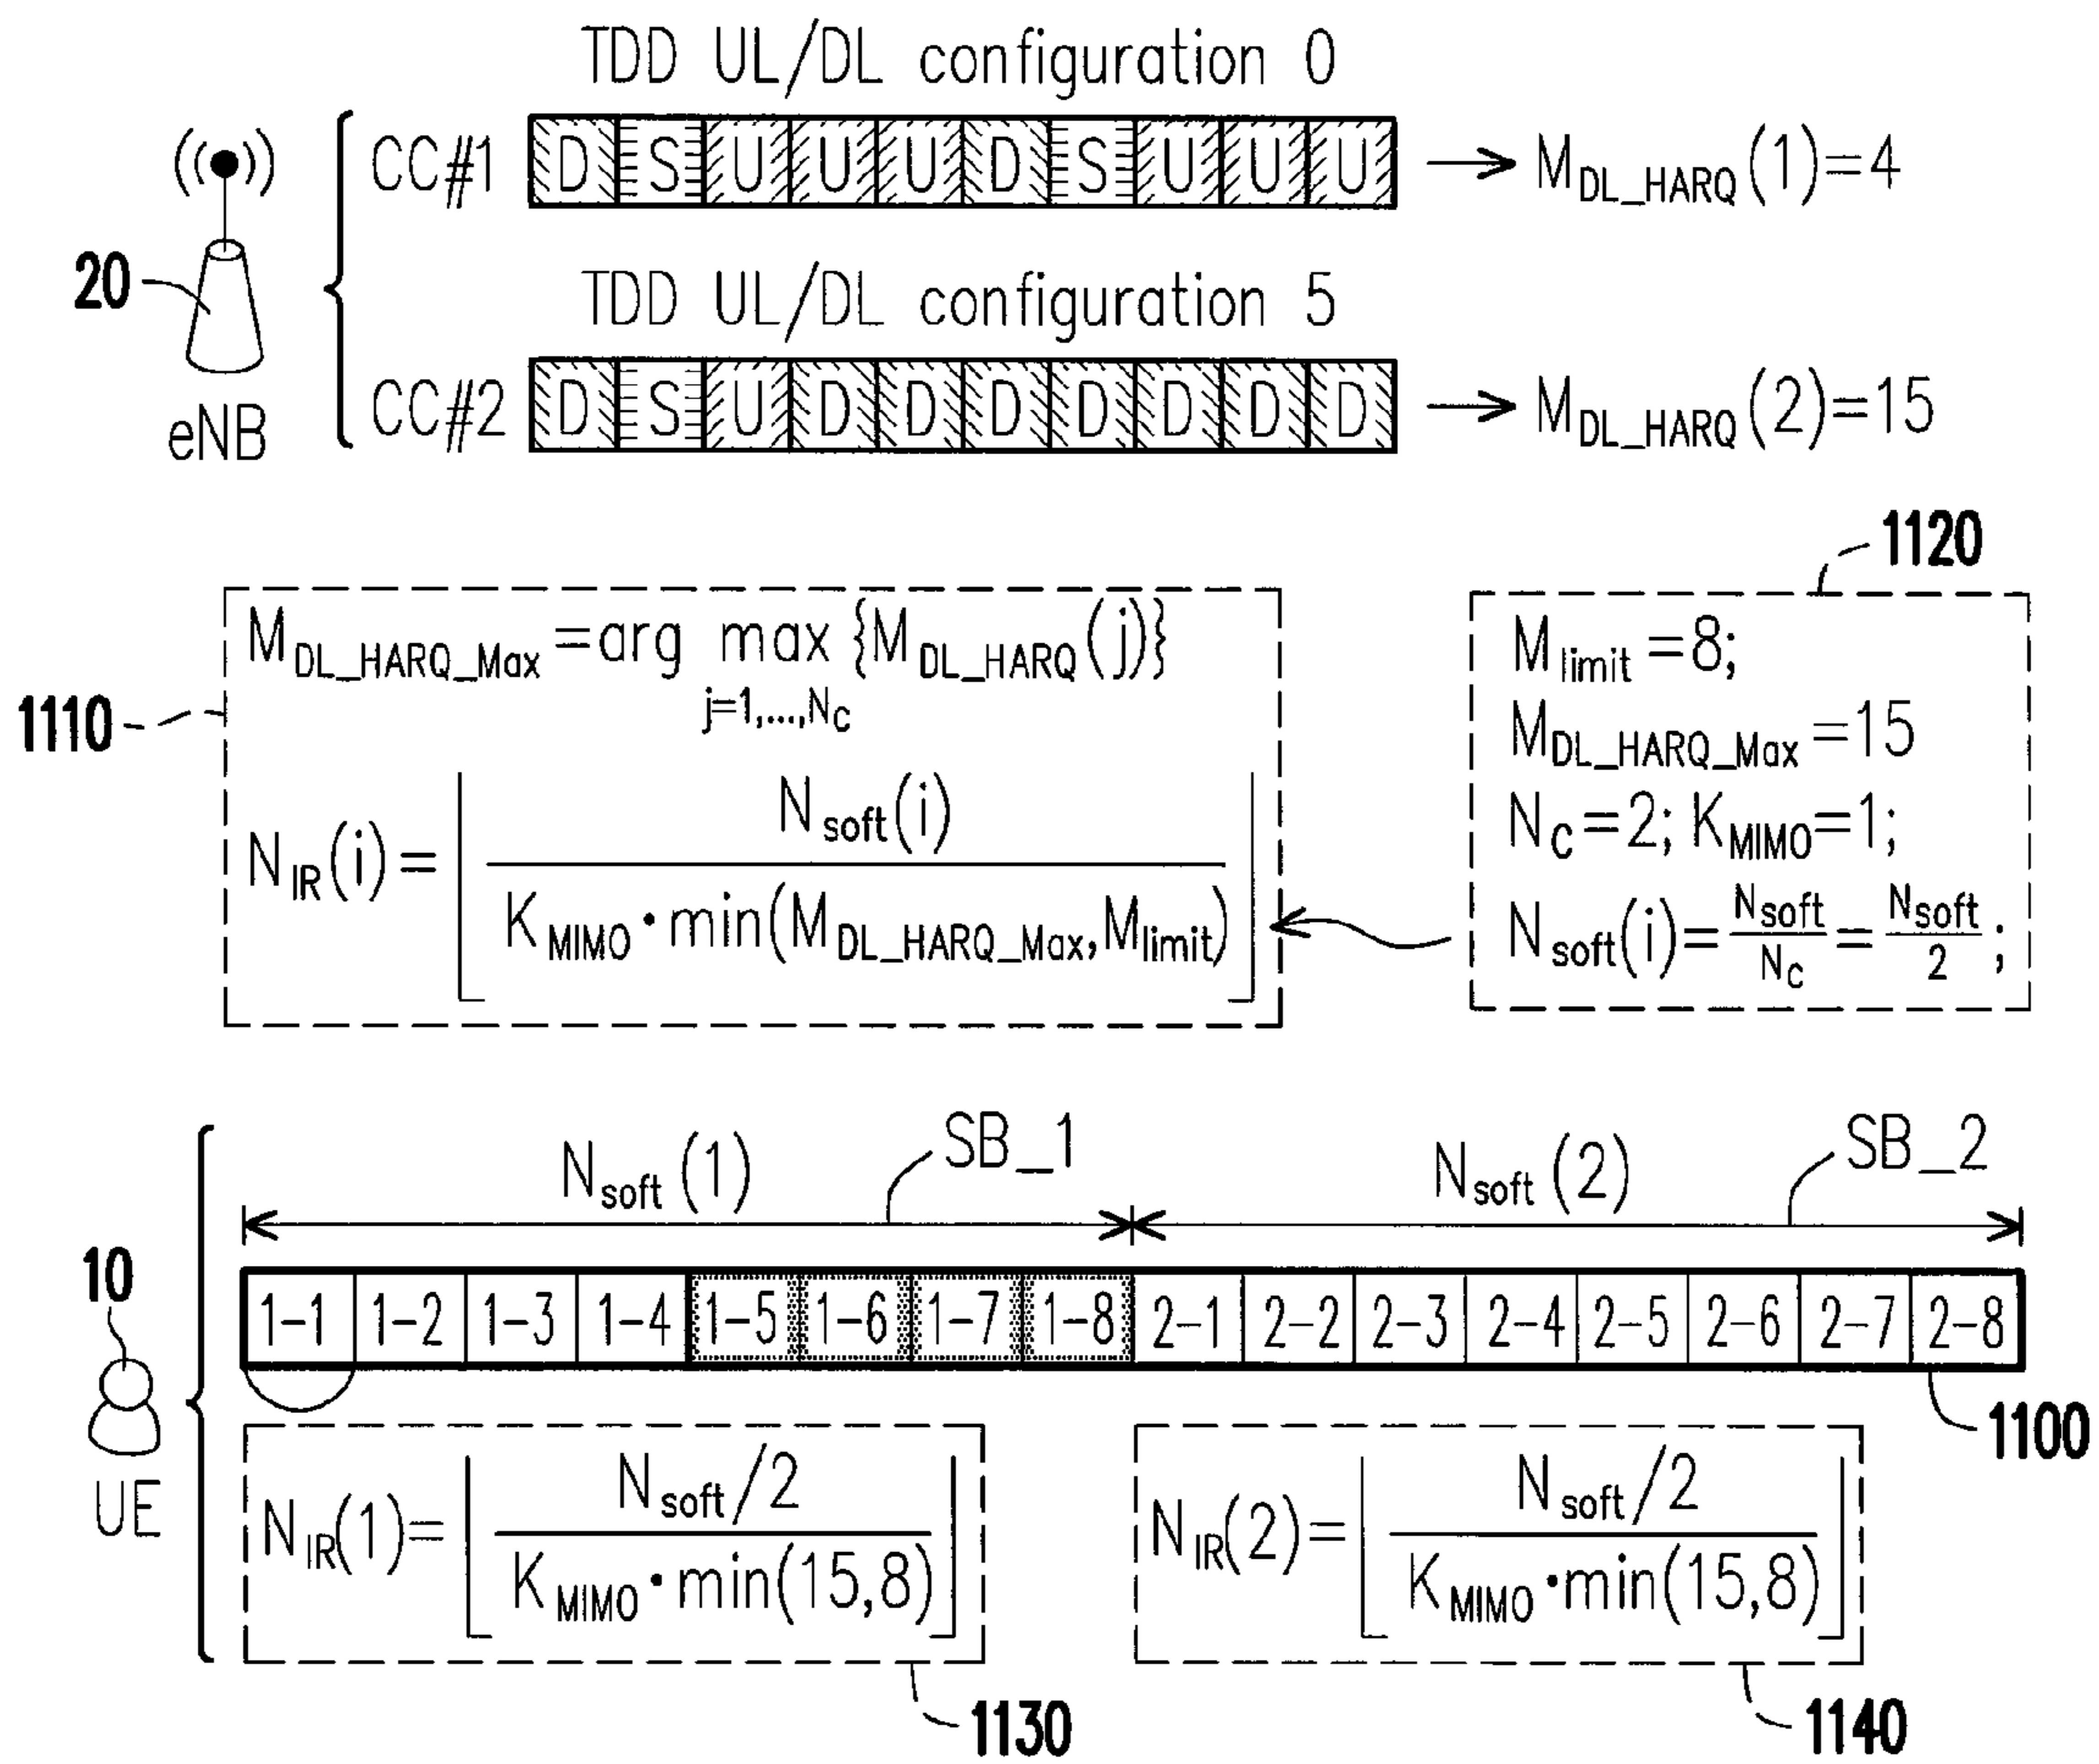 TDD UL/DL configuration 0
CC#1 D S U U U D S U U U → M_DL_HARQ(1)=4
20
TDD UL/DL configuration 5
CC#2 D S U D D D D D D D → M_DL_HARQ(2)=15
eNB
1120
1110
M_DL_HARQ_Max = arg max {M_DL_HARQ(j)}
j=1,...,N_C
N_IR(i) = ⌊ N_soft(i) / K_MIMO · min(M_DL_HARQ_Max, M_limit) ⌋
M_limit = 8;
M_DL_HARQ_Max = 15
N_C = 2; K_MIMO = 1;
N_soft(i) = N_soft / N_C = N_soft / 2 ;
N_soft(1) SB_1 N_soft(2) SB_2
10
1-1 1-2 1-3 1-4 1-5 1-6 1-7 1-8 2-1 2-2 2-3 2-4 2-5 2-6 2-7 2-8
1100
UE
N_IR(1) = ⌊ N_soft/2 / K_MIMO · min(15,8) ⌋
N_IR(2) = ⌊ N_soft/2 / K_MIMO · min(15,8) ⌋
1130
1140